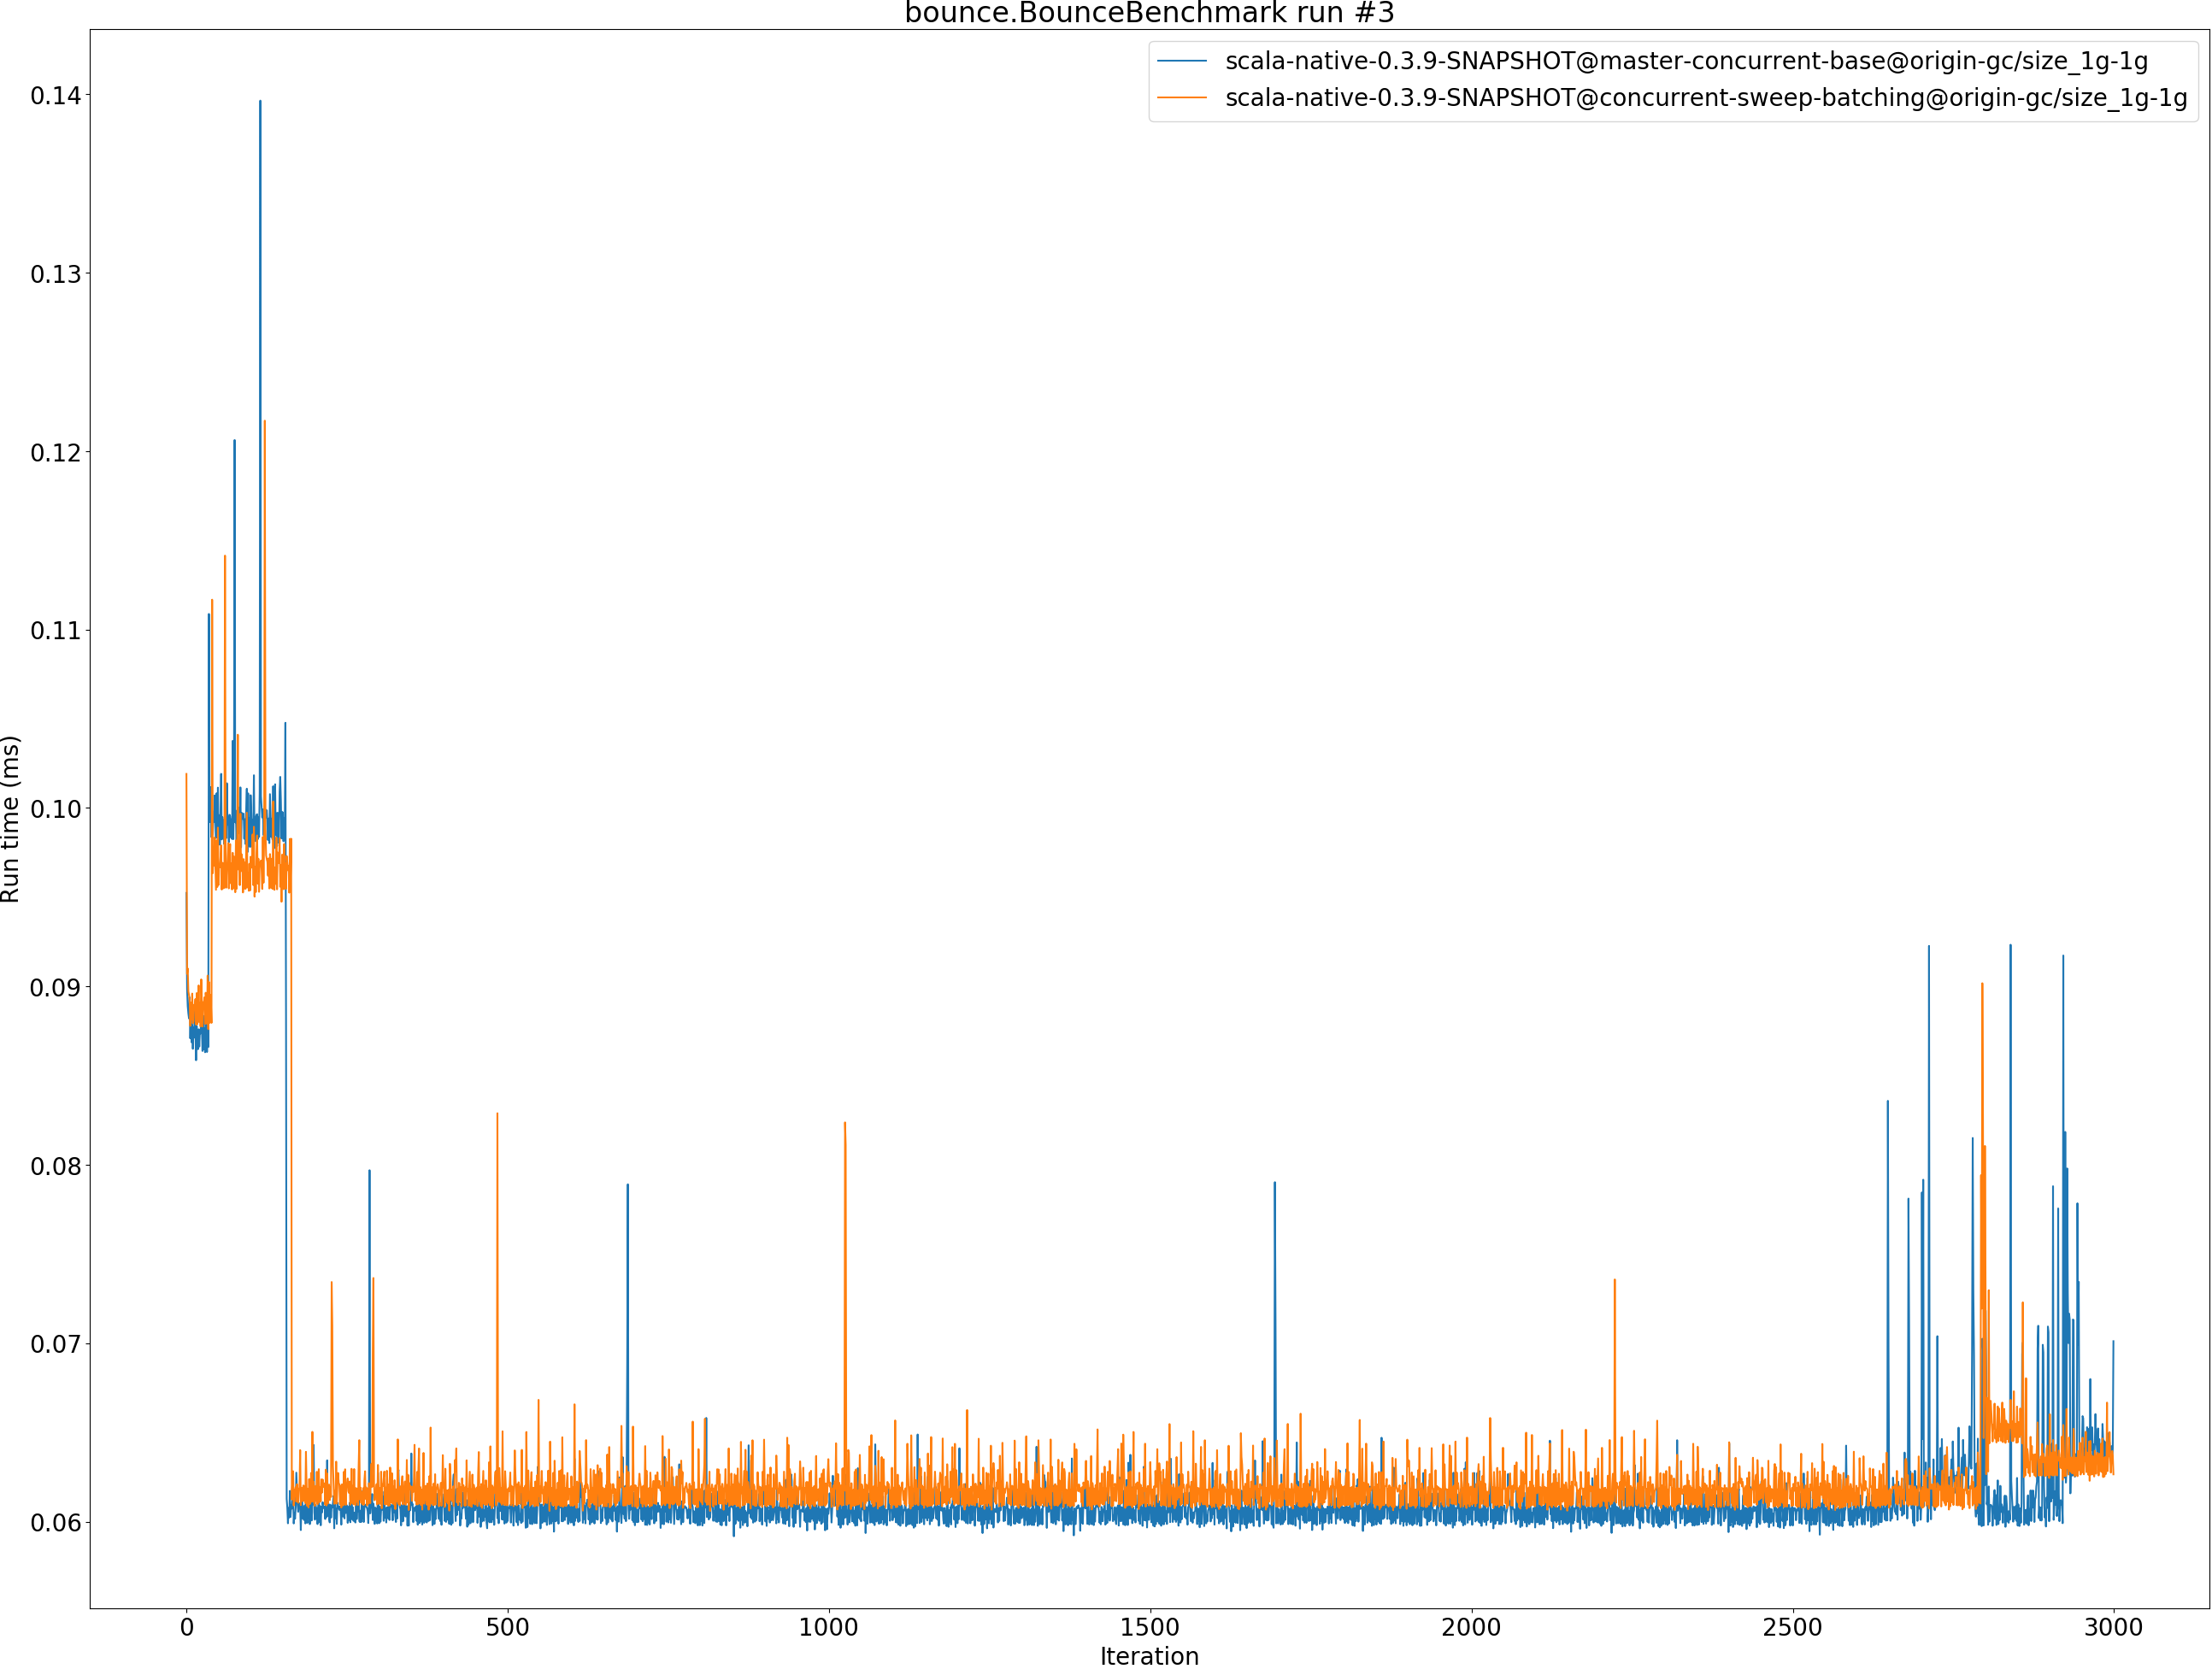 bounce.BounceBenchmark run #3
scala-native-0.3.9-SNAPSHOT@master-concurrent-base@origin-gc/size_1g-1g
scala-native-0.3.9-SNAPSHOT@concurrent-sweep-batching@origin-gc/size_1g-1g
Run time (ms)
0.14
0.13
0.12
0.11
0.10
0.09
0.08
0.07
0.06
0 500 1000 1500 2000 2500 3000
Iteration